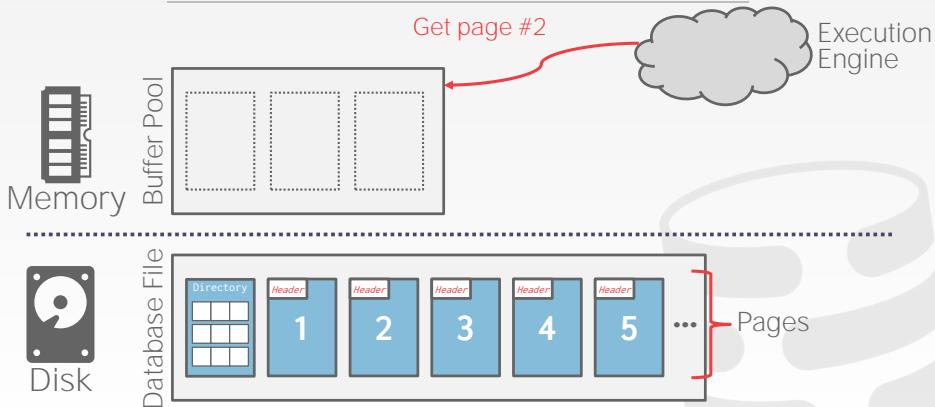 Get page #2
Execution
Engine
Buffer Pool
Memory
Database File
Directory
Header
1
Header
2
Header
3
Header
4
Header
5
...
Pages
Disk